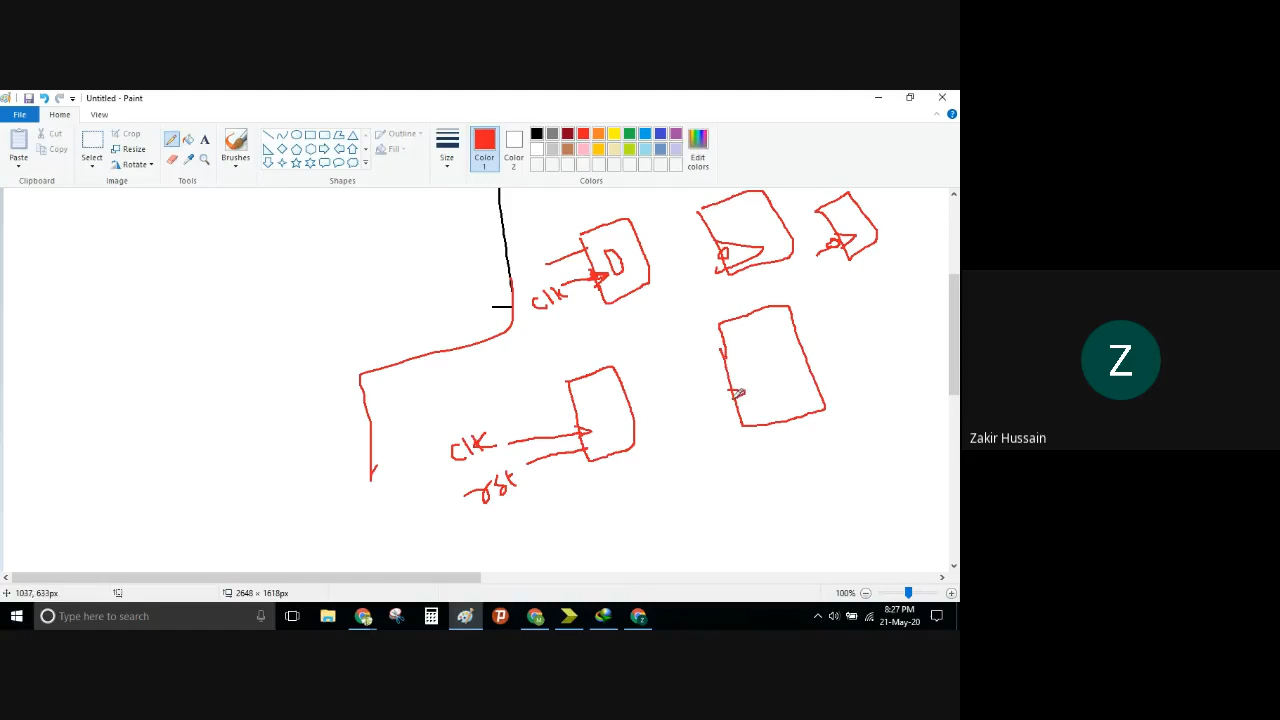 Untitled - Paint
File Home View
Cut
Copy
Paste
Clipboard
Crop
Resize
Rotate
Select
Image
Tools
Brushes
Outline
Fill
Shapes
Size
Color 1
Color 2
Edit colors
Colors
D
Clk
Clk
rst
1037, 633px
2648 × 1618px
100%
Type here to search
8:27 PM
21-May-20
Z
Zakir Hussain